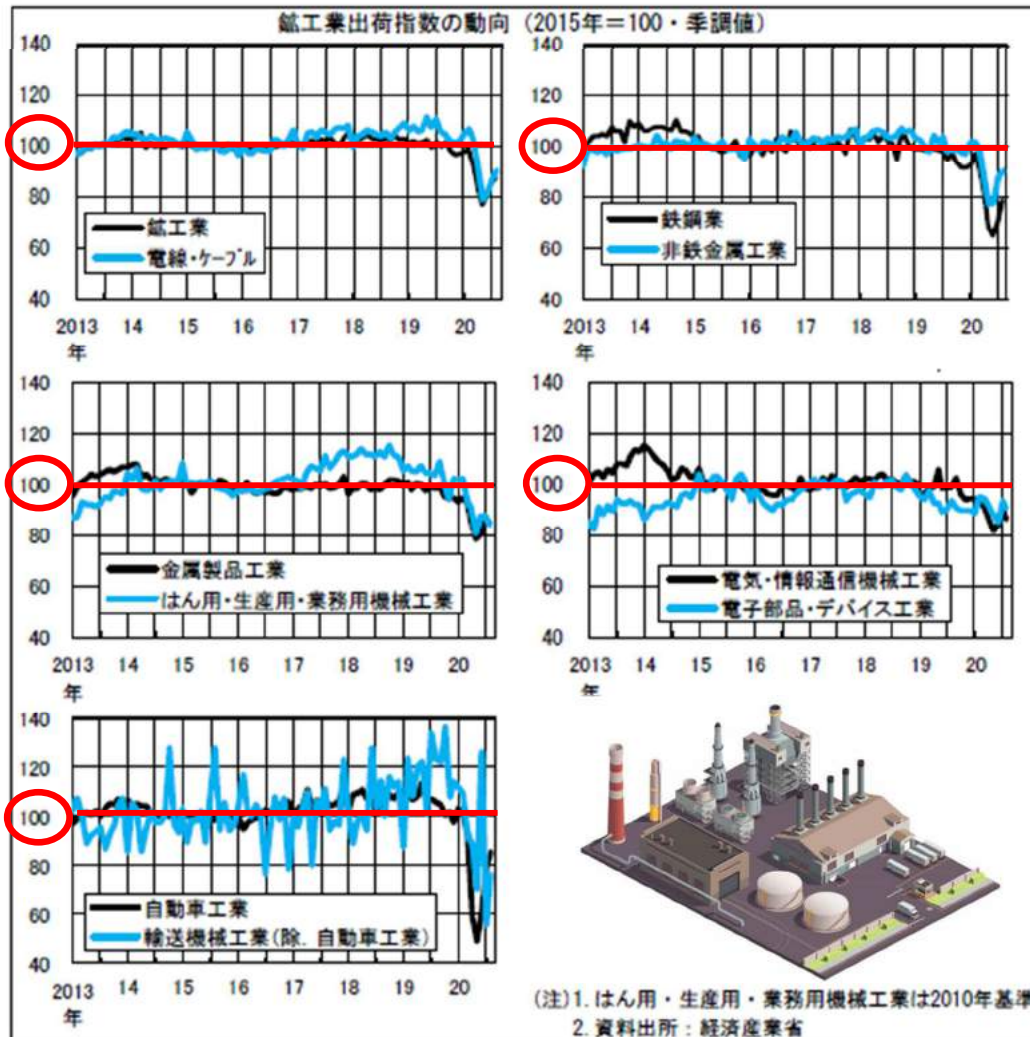 鉱工業出荷指数の動向（2015年＝100・季調値）
140
120
100
80
60
40
鉱工業
電線・ケーブル
2013 14 15 16 17 18 19 20
年
140
120
100
80
60
40
鉄鋼業
非鉄金属工業
2013 14 15 16 17 18 19 20
年
140
120
100
80
60
40
金属製品工業
はん用・生産用・業務用機械工業
2013 14 15 16 17 18 19 20
年
140
120
100
80
60
40
電気・情報通信機械工業
電子部品・デバイス工業
2013 14 15 16 17 18 19 20
年
140
120
100
80
60
40
自動車工業
輸送機械工業(除．自動車工業)
2013 14 15 16 17 18 19 20
年
(注)1．はん用・生産用・業務用機械工業は2010年基準
2．資料出所：経済産業省